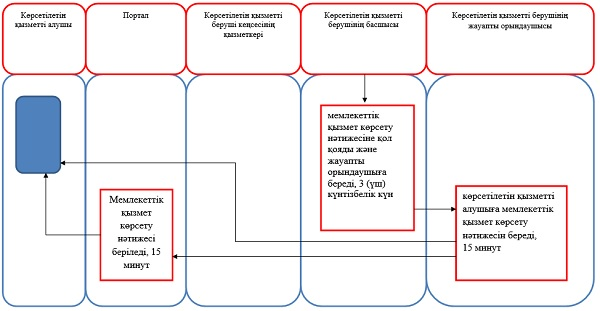 Көрсетілетін
қызметті алушы
Портал
Көрсетілетін қызметті
беруші кеңсесінің
қызметкері
Көрсетілетін қызметті
берушінің басшысы
Көрсетілетін қызметті берушінің
жауапты орындаушысы
мемлекеттік
қызмет көрсету
нәтижесіне қол
қояды және
жауапты
орындаушыға
береді, 3 (үш)
күнтізбелік күн
Мемлекеттік
қызмет
көрсету
нәтижесі
беріледі, 15
минут
көрсетілетін қызметті
алушыға мемлекеттік
қызмет көрсету
нәтижесін береді,
15 минут